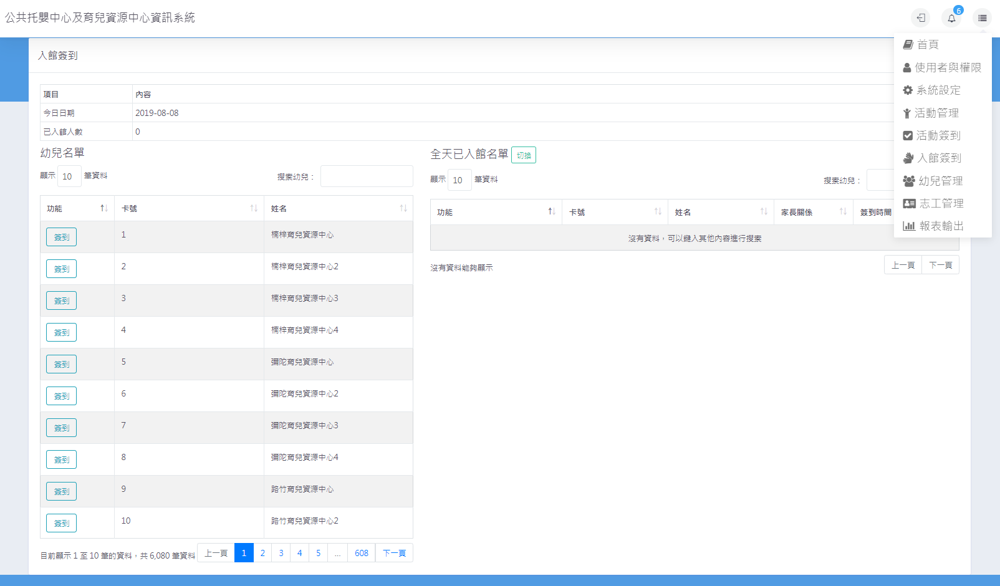 公共托嬰中心及育兒資源中心資訊系統
6
首頁
使用者與權限
系統設定
活動管理
活動簽到
入館簽到
幼兒管理
志工管理
報表輸出
入館簽到
項目 內容
今日日期 2019-08-08
已入館人數 0
幼兒名單
顯示 10 筆資料 搜索幼兒：
功能 卡號 姓名
簽到 1 楠梓育兒資源中心
簽到 2 楠梓育兒資源中心2
簽到 3 楠梓育兒資源中心3
簽到 4 楠梓育兒資源中心4
簽到 5 彌陀育兒資源中心
簽到 6 彌陀育兒資源中心2
簽到 7 彌陀育兒資源中心3
簽到 8 彌陀育兒資源中心4
簽到 9 路竹育兒資源中心
簽到 10 路竹育兒資源中心2
目前顯示 1 至 10 筆的資料，共 6,080 筆資料 上一頁 1 2 3 4 5 ... 608 下一頁
全天已入館名單 切換
顯示 10 筆資料 搜索幼兒：
功能 卡號 姓名 家長關係 簽到時間
沒有資料，可以鍵入其他內容進行搜索
沒有資料能夠顯示 上一頁 下一頁